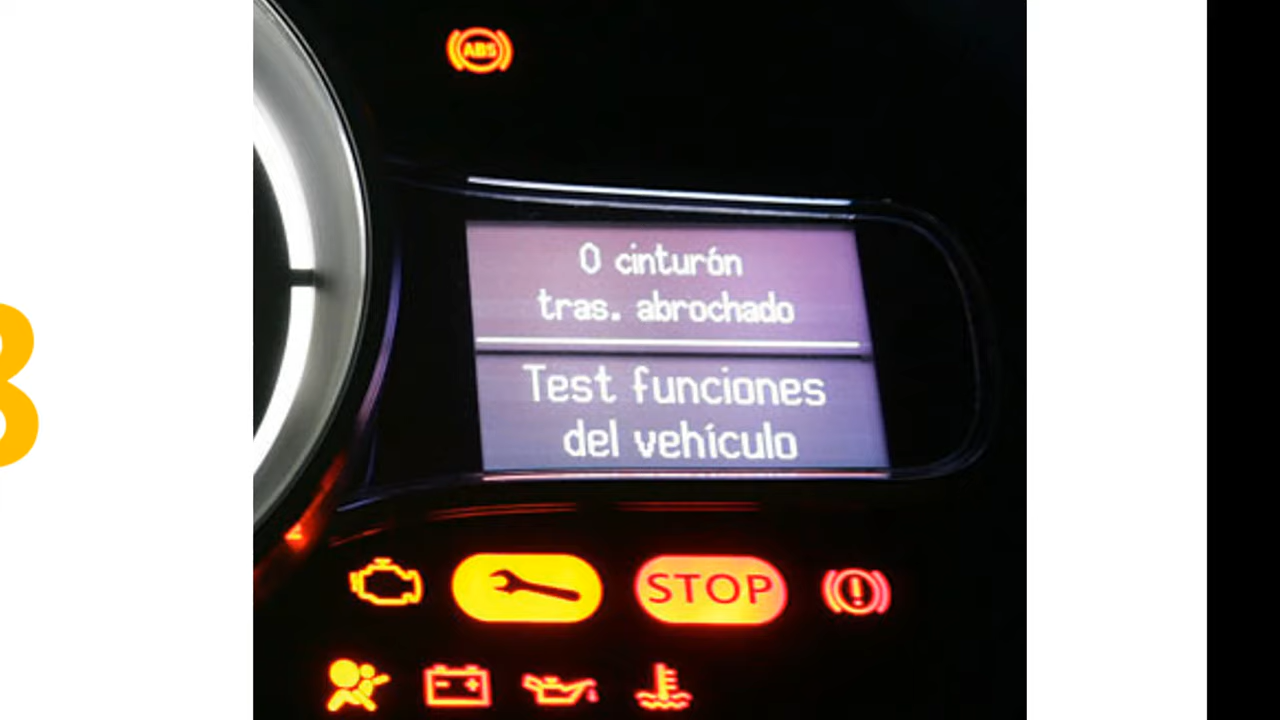 ABS
0 cinturón
tras. abrochado
Test funciones
del vehículo
STOP